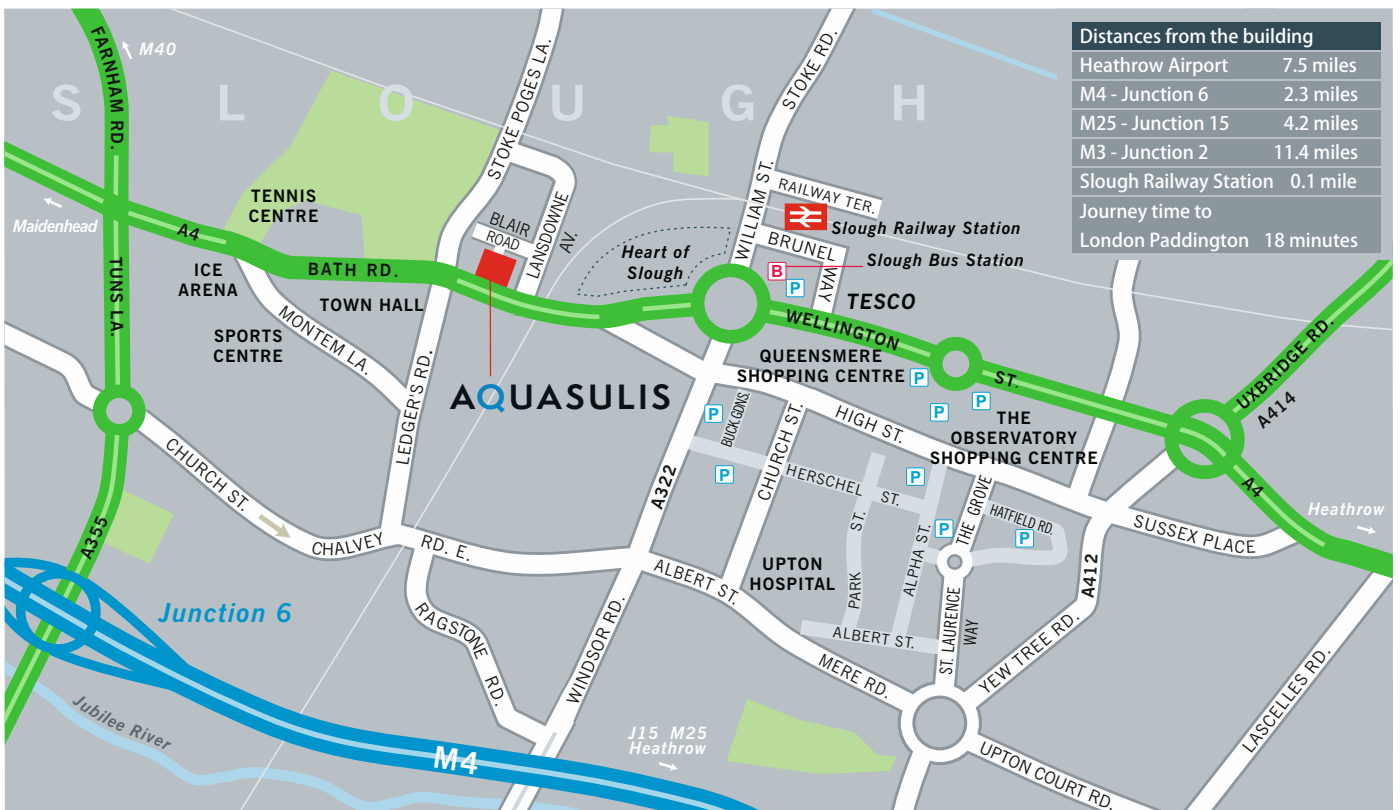 Distances from the building
Heathrow Airport 7.5 miles
M4 - Junction 6 2.3 miles
M25 - Junction 15 4.2 miles
M3 - Junction 2 11.4 miles
Slough Railway Station 0.1 mile
Journey time to
London Paddington 18 minutes
SLOUGH
FARNHAM RD.
M40
STOKE POGES LA.
STOKE RD.
TENNIS
CENTRE
Maidenhead
A4
BLAIR
ROAD
LANSDOWNE
AV.
WILLIAM ST.
RAILWAY TER.
Slough Railway Station
BRUNEL
WAY
Slough Bus Station
B
P
Heart of
Slough
TUNS LA.
ICE
ARENA
BATH RD.
TOWN HALL
TESCO
WELLINGTON
ST.
SPORTS
CENTRE
MONTEM LA.
QUEENSMERE
SHOPPING CENTRE
P
P
P
UXBRIDGE RD.
A414
LEDGER'S RD.
AQUASULIS
P
BUCK.GDNS.
CHURCH ST.
HIGH ST.
THE
OBSERVATORY
SHOPPING CENTRE
CHURCH ST.
A322
P
HERSCHEL
ST.
P
A4
Heathrow
THE GROVE
HATFIELD RD.
P
P
SUSSEX PLACE
A355
CHALVEY
RD. E.
PARK
ST.
ALPHA ST.
UPTON
HOSPITAL
ALBERT ST.
A412
Junction 6
RAGSTONE
RD.
WINDSOR RD.
ALBERT ST.
ST. LAURENCE
WAY
YEW TREE RD.
MERE RD.
LASCELLES RD.
Jubilee River
M4
J15 M25
Heathrow
UPTON COURT RD.